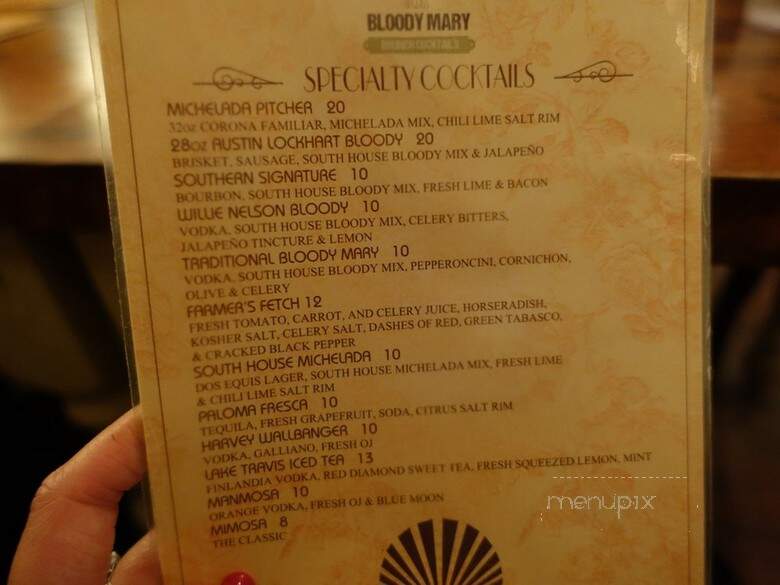 BLOODY MARY
BRUNCH COCKTAILS
SPECIALTY COCKTAILS
MICHELADA PITCHER 20
32oz CORONA FAMILIAR, MICHELADA MIX, CHILI LIME SALT RIM
28oz AUSTIN LOCKHART BLOODY 20
BRISKET, SAUSAGE, SOUTH HOUSE BLOODY MIX & JALAPEÑO
SOUTHERN SIGNATURE 10
BOURBON, SOUTH HOUSE BLOODY MIX, FRESH LIME & BACON
WILLIE NELSON BLOODY 10
VODKA, SOUTH HOUSE BLOODY MIX, CELERY BITTERS,
JALAPEÑO TINCTURE & LEMON
TRADITIONAL BLOODY MARY 10
VODKA, SOUTH HOUSE BLOODY MIX, PEPPERONCINI, CORNICHON,
OLIVE & CELERY
FARMER'S FETCH 12
FRESH TOMATO, CARROT, AND CELERY JUICE, HORSERADISH,
KOSHER SALT, CELERY SALT, DASHES OF RED, GREEN TABASCO,
& CRACKED BLACK PEPPER
SOUTH HOUSE MICHELADA 10
DOS EQUIS LAGER, SOUTH HOUSE MICHELADA MIX, FRESH LIME
& CHILI LIME SALT RIM
PALOMA FRESCA 10
TEQUILA, FRESH GRAPEFRUIT, SODA, CITRUS SALT RIM
HARVEY WALLBANGER 10
VODKA, GALLIANO, FRESH OJ
LAKE TRAVIS ICED TEA 13
FINLANDIA VODKA, RED DIAMOND SWEET TEA, FRESH SQUEEZED LEMON, MINT
MANMOSA 10
ORANGE VODKA, FRESH OJ & BLUE MOON
MIMOSA 8
THE CLASSIC
menupix